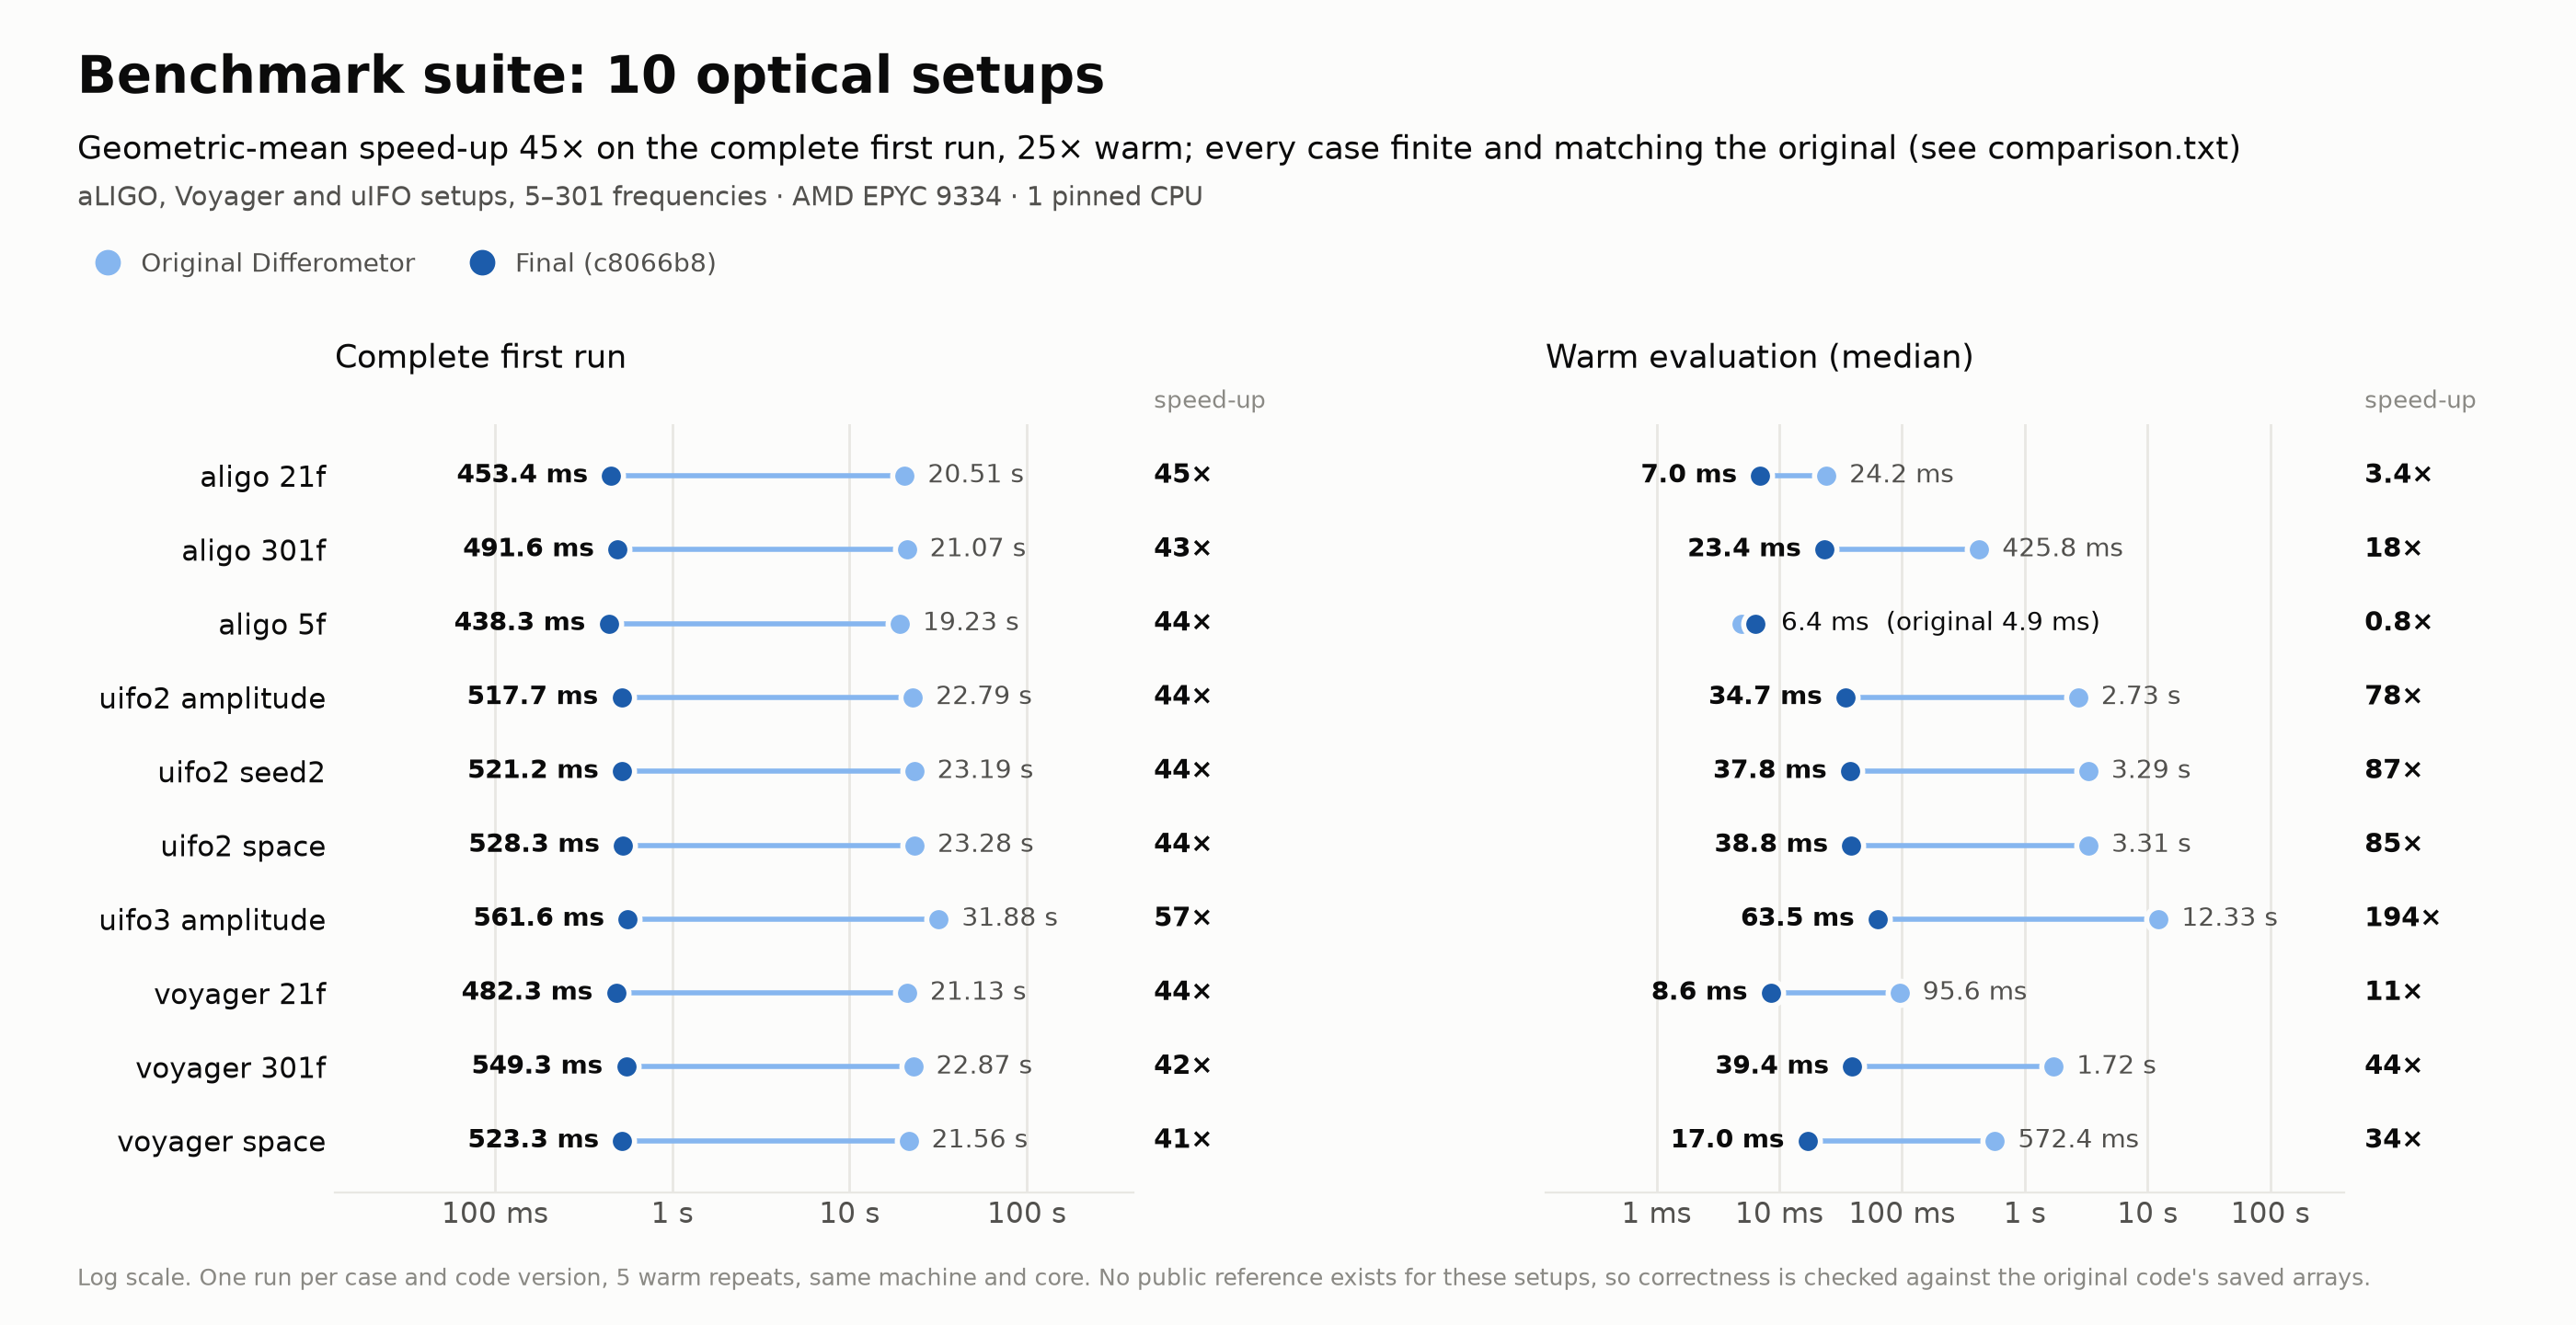 Benchmark suite: 10 optical setups
Geometric-mean speed-up 45× on the complete first run, 25× warm; every case finite and matching the original (see comparison.txt)
aLIGO, Voyager and uIFO setups, 5–301 frequencies · AMD EPYC 9334 · 1 pinned CPU
Original Differometor Final (c8066b8)
Complete first run Warm evaluation (median)
speed-up speed-up
aligo 21f 453.4 ms 20.51 s 45× 7.0 ms 24.2 ms 3.4×
aligo 301f 491.6 ms 21.07 s 43× 23.4 ms 425.8 ms 18×
aligo 5f 438.3 ms 19.23 s 44× 6.4 ms (original 4.9 ms) 0.8×
uifo2 amplitude 517.7 ms 22.79 s 44× 34.7 ms 2.73 s 78×
uifo2 seed2 521.2 ms 23.19 s 44× 37.8 ms 3.29 s 87×
uifo2 space 528.3 ms 23.28 s 44× 38.8 ms 3.31 s 85×
uifo3 amplitude 561.6 ms 31.88 s 57× 63.5 ms 12.33 s 194×
voyager 21f 482.3 ms 21.13 s 44× 8.6 ms 95.6 ms 11×
voyager 301f 549.3 ms 22.87 s 42× 39.4 ms 1.72 s 44×
voyager space 523.3 ms 21.56 s 41× 17.0 ms 572.4 ms 34×
100 ms 1 s 10 s 100 s 1 ms 10 ms 100 ms 1 s 10 s 100 s
Log scale. One run per case and code version, 5 warm repeats, same machine and core. No public reference exists for these setups, so correctness is checked against the original code's saved arrays.